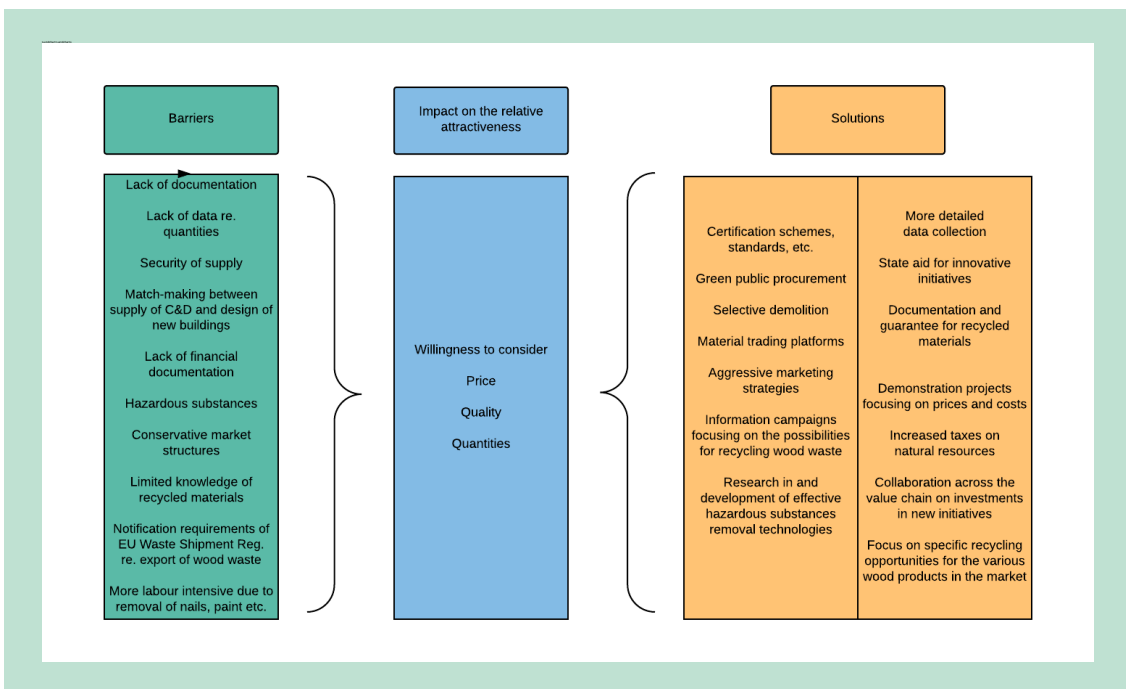 Barriers
Impact on the relative
attractiveness
Solutions
Lack of documentation
Lack of data re.
quantities
Security of supply
Match-making between
supply of C&D and design of
new buildings
Lack of financial
documentation
Hazardous substances
Conservative market
structures
Limited knowledge of
recycled materials
Notification requirements of
EU Waste Shipment Reg.
re. export of wood waste
More labour intensive due to
removal of nails, paint etc.
Willingness to consider
Price
Quality
Quantities
Certification schemes,
standards, etc.
Green public procurement
Selective demolition
Material trading platforms
Aggressive marketing
strategies
Information campaigns
focusing on the possibilities
for recycling wood waste
Research in and
development of effective
hazardous substances
removal technologies
More detailed
data collection
State aid for innovative
initiatives
Documentation and
guarantee for recycled
materials
Demonstration projects
focusing on prices and costs
Increased taxes on
natural resources
Collaboration across the
value chain on investments
in new initiatives
Focus on specific recycling
opportunities for the various
wood products in the market